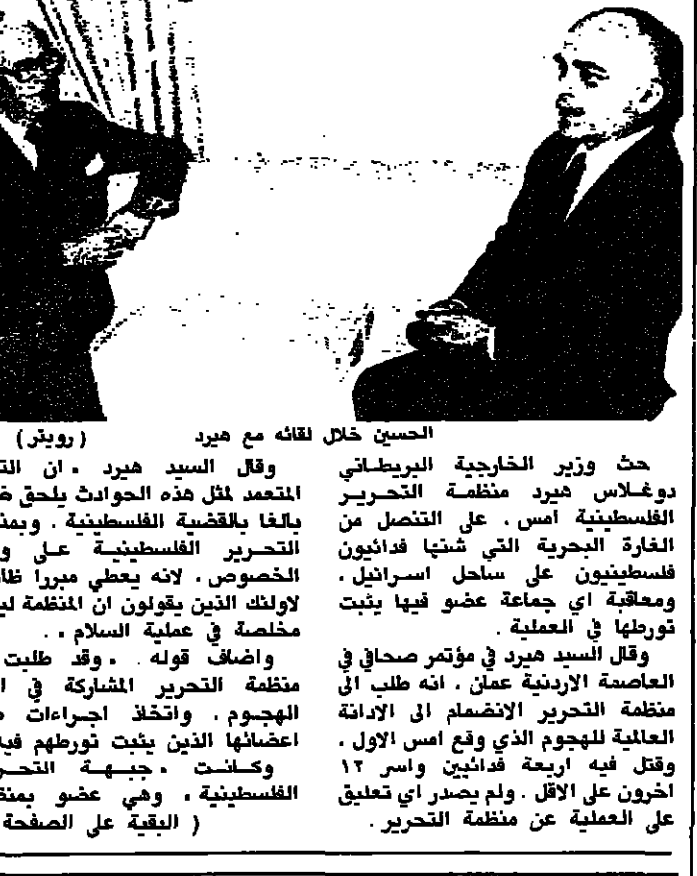 الحسين خلال لقائه مع هيرد (رويتر)
حث وزير الخارجية البريطاني
دوغلاس هيرد منظمة التحرير
الفلسطينية امس، على التنصل من
الغارة البحرية التي شنتها فدائيون
فلسطينيون على ساحل اسرائيل،
ومعاقبة اي جماعة عضو فيها يثبت
تورطها في العملية.
وقال السيد هيرد في مؤتمر صحافي في
العاصمة الاردنية عمان، انه طلب الى
منظمة التحرير الانضمام الى الادانة
العالمية للهجوم الذي وقع امس الاول،
وقتل فيه اربعة فدائيين واسر ١٢
اخرون على الاقل. ولم يصدر اي تعليق
على العملية عن منظمة التحرير.
وقال السيد هيرد «ان
المتعمد لمثل هذه الحوادث يلحق
بالغا بالقضية الفلسطينية، وبمنظمة
التحرير الفلسطينية على
الخصوص، لانه يعطي مبررا
لاولئك الذين يقولون ان المنظمة
مخلصة في عملية السلام».
واضاف قوله «وقد طلبت
منظمة التحرير المشاركة في
الهجوم، واتخاذ اجراءات
اعضائها الذين يثبت تورطهم
وكانت «جبهة
الفلسطينية» وهي عضو
(البقية على الصفحة